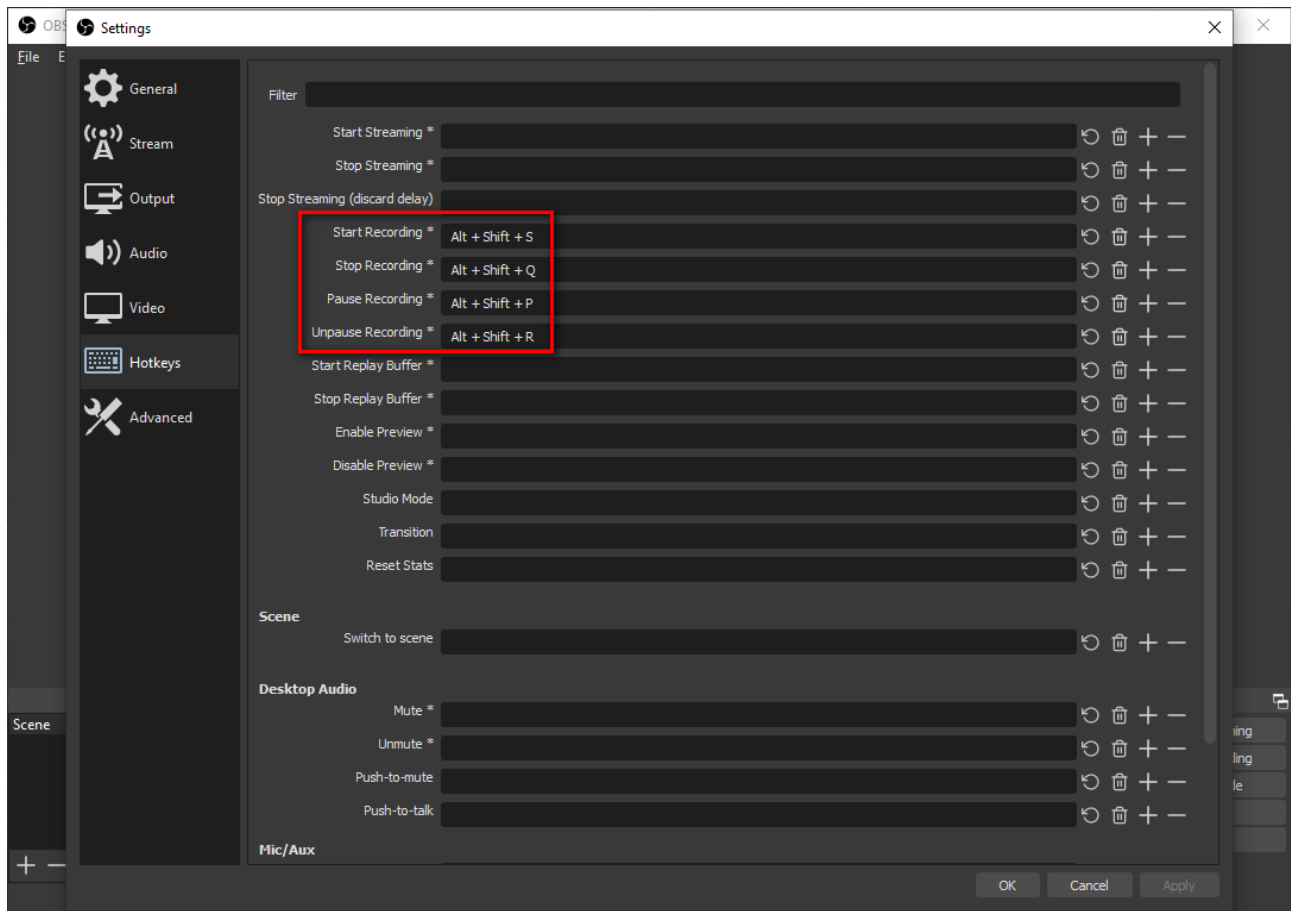 OBS
Settings
File E
General
Stream
Output
Audio
Video
Hotkeys
Advanced
Filter
Start Streaming *
Stop Streaming *
Stop Streaming (discard delay)
Start Recording * Alt + Shift + S
Stop Recording * Alt + Shift + Q
Pause Recording * Alt + Shift + P
Unpause Recording * Alt + Shift + R
Start Replay Buffer *
Stop Replay Buffer *
Enable Preview *
Disable Preview *
Studio Mode
Transition
Reset Stats
Scene
Switch to scene
Desktop Audio
Mute *
Unmute *
Push-to-mute
Push-to-talk
Mic/Aux
Scene
ing
ling
le
OK Cancel Apply